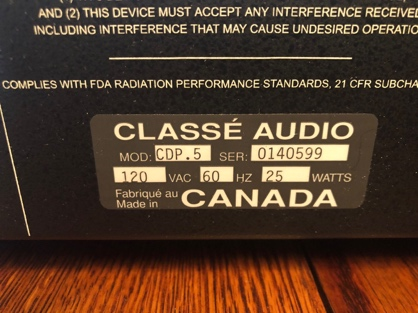 AND (2) THIS DEVICE MUST ACCEPT ANY INTERFERENCE RECEIVED
INCLUDING INTERFERENCE THAT MAY CAUSE UNDESIRED OPERATIO
COMPLIES WITH FDA RADIATION PERFORMANCE STANDARDS, 21 CFR SUBCHA
CLASSÉ AUDIO
MOD: CDP.5 SER: 0140599
120 VAC 60 HZ 25 WATTS
Fabriqué au
Made in CANADA